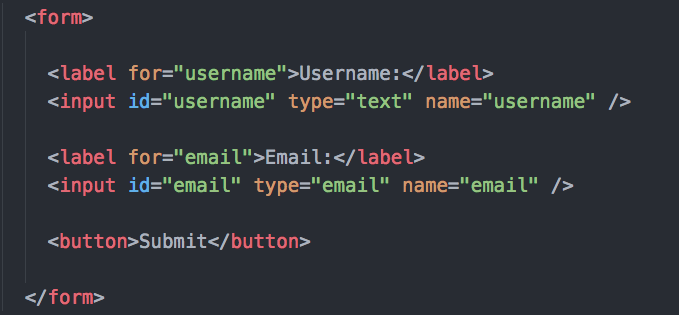 <form>
<label for="username">Username:</label>
<input id="username" type="text" name="username" />
<label for="email">Email:</label>
<input id="email" type="email" name="email" />
<button>Submit</button>
</form>